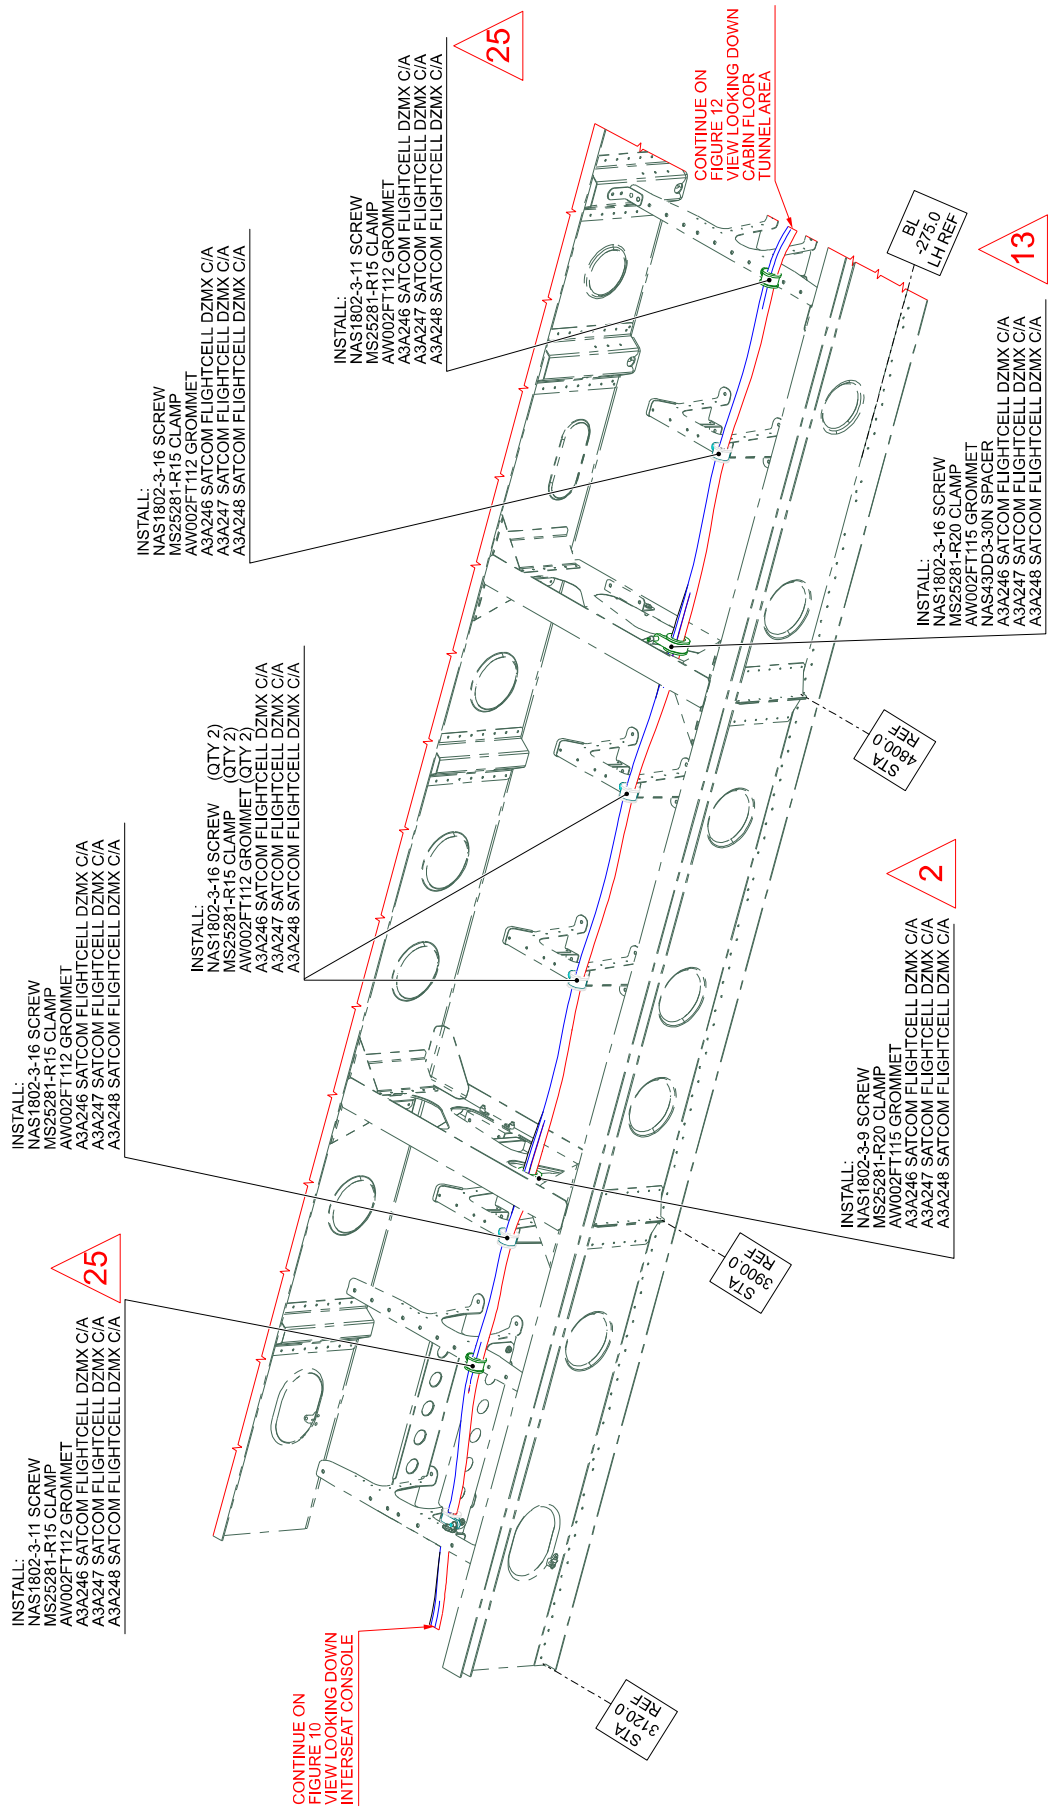 INSTALL:
NAS1802-3-11 SCREW
MS25281-R15 CLAMP
AW002FT112 GROMMET
A3A246 SATCOM FLIGHTCELL DZMX C/A
A3A247 SATCOM FLIGHTCELL DZMX C/A
A3A248 SATCOM FLIGHTCELL DZMX C/A
25
INSTALL:
NAS1802-3-16 SCREW
MS25281-R15 CLAMP
AW002FT112 GROMMET
A3A246 SATCOM FLIGHTCELL DZMX C/A
A3A247 SATCOM FLIGHTCELL DZMX C/A
A3A248 SATCOM FLIGHTCELL DZMX C/A
INSTALL:
NAS1802-3-16 SCREW (QTY 2)
MS25281-R15 CLAMP (QTY 2)
AW002FT112 GROMMET (QTY 2)
A3A246 SATCOM FLIGHTCELL DZMX C/A
A3A247 SATCOM FLIGHTCELL DZMX C/A
A3A248 SATCOM FLIGHTCELL DZMX C/A
INSTALL:
NAS1802-3-16 SCREW
MS25281-R15 CLAMP
AW002FT112 GROMMET
A3A246 SATCOM FLIGHTCELL DZMX C/A
A3A247 SATCOM FLIGHTCELL DZMX C/A
A3A248 SATCOM FLIGHTCELL DZMX C/A
INSTALL:
NAS1802-3-11 SCREW
MS25281-R15 CLAMP
AW002FT112 GROMMET
A3A246 SATCOM FLIGHTCELL DZMX C/A
A3A247 SATCOM FLIGHTCELL DZMX C/A
A3A248 SATCOM FLIGHTCELL DZMX C/A
25
CONTINUE ON
FIGURE 10
VIEW LOOKING DOWN
INTERSEAT CONSOLE
CONTINUE ON
FIGURE 12
VIEW LOOKING DOWN
CABIN FLOOR
TUNNEL AREA
STA
3120.0
REF
STA
3900.0
REF
STA
4800.0
REF
BL
-275.0
LH REF
INSTALL:
NAS1802-3-9 SCREW
MS25281-R20 CLAMP
AW002FT115 GROMMET
A3A246 SATCOM FLIGHTCELL DZMX C/A
A3A247 SATCOM FLIGHTCELL DZMX C/A
A3A248 SATCOM FLIGHTCELL DZMX C/A
2
INSTALL:
NAS1802-3-16 SCREW
MS25281-R20 CLAMP
AW002FT115 GROMMET
NAS43DD3-30N SPACER
A3A246 SATCOM FLIGHTCELL DZMX C/A
A3A247 SATCOM FLIGHTCELL DZMX C/A
A3A248 SATCOM FLIGHTCELL DZMX C/A
13